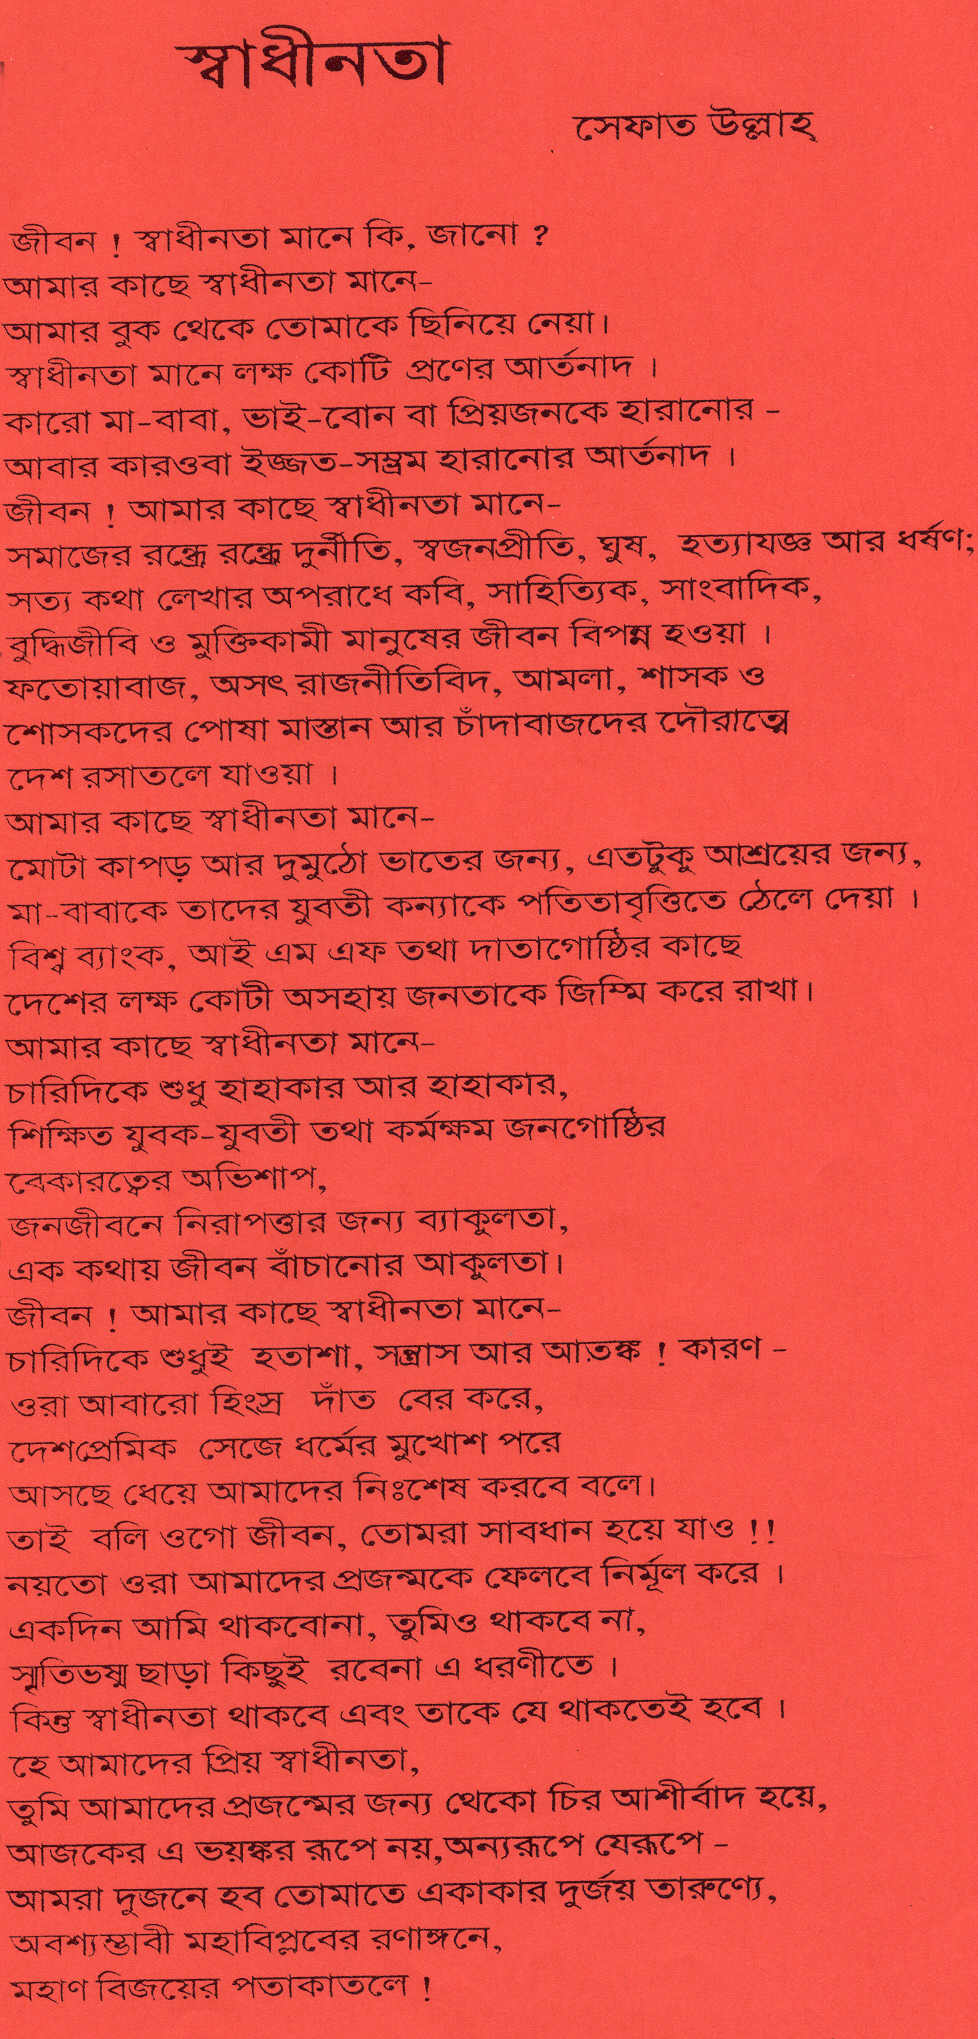 স্বাধীনতা
সেফাত উল্লাহ্
জীবন ! স্বাধীনতা মানে কি, জানো ?
আমার কাছে স্বাধীনতা মানে-
আমার বুক থেকে তোমাকে ছিনিয়ে নেয়া।
স্বাধীনতা মানে লক্ষ কোটি প্রণের আর্তনাদ ।
কারো মা-বাবা, ভাই-বোন বা প্রিয়জনকে হারানোর -
আবার কারওবা ইজ্জত-সম্ভ্রম হারানোর আর্তনাদ ।
জীবন ! আমার কাছে স্বাধীনতা মানে-
সমাজের রন্ধ্রে রন্ধ্রে দুর্নীতি, স্বজনপ্রীতি, ঘুষ, হত্যাযজ্ঞ আর ধর্ষণ;
সত্য কথা লেখার অপরাধে কবি, সাহিত্যিক, সাংবাদিক,
বুদ্ধিজীবি ও মুক্তিকামী মানুষের জীবন বিপন্ন হওয়া ।
ফতোয়াবাজ, অসৎ রাজনীতিবিদ, আমলা, শাসক ও
শোসকদের পোষা মাস্তান আর চাঁদাবাজদের দৌরাত্মে
দেশ রসাতলে যাওয়া ।
আমার কাছে স্বাধীনতা মানে-
মোটা কাপড় আর দুমুঠো ভাতের জন্য, এতটুকু আশ্রয়ের জন্য,
মা-বাবাকে তাদের যুবতী কন্যাকে পতিতাবৃত্তিতে ঠেলে দেয়া ।
বিশ্ব ব্যাংক, আই এম এফ তথা দাতাগোষ্ঠির কাছে
দেশের লক্ষ কোটী অসহায় জনতাকে জিম্মি করে রাখা।
আমার কাছে স্বাধীনতা মানে-
চারিদিকে শুধু হাহাকার আর হাহাকার,
শিক্ষিত যুবক-যুবতী তথা কর্মক্ষম জনগোষ্ঠির
বেকারত্বের অভিশাপ,
জনজীবনে নিরাপত্তার জন্য ব্যাকুলতা,
এক কথায় জীবন বাঁচানোর আকুলতা।
জীবন ! আমার কাছে স্বাধীনতা মানে-
চারিদিকে শুধুই হতাশা, সন্ত্রাস আর আতঙ্ক ! কারণ -
ওরা আবারো হিংস্র দাঁত বের করে,
দেশপ্রেমিক সেজে ধর্মের মুখোশ পরে
আসছে ধেয়ে আমাদের নিঃশেষ করবে বলে।
তাই বলি ওগো জীবন, তোমরা সাবধান হয়ে যাও !!
নয়তো ওরা আমাদের প্রজন্মকে ফেলবে নির্মূল করে ।
একদিন আমি থাকবোনা, তুমিও থাকবে না,
স্মৃতিভষ্ম ছাড়া কিছুই রবেনা এ ধরণীতে ।
কিন্তু স্বাধীনতা থাকবে এবং তাকে যে থাকতেই হবে ।
হে আমাদের প্রিয় স্বাধীনতা,
তুমি আমাদের প্রজন্মের জন্য থেকো চির আশীর্বাদ হয়ে,
আজকের এ ভয়ঙ্কর রূপে নয়,অন্যরূপে যেরূপে -
আমরা দুজনে হব তোমাতে একাকার দুর্জয় তারুণ্যে,
অবশ্যম্ভাবী মহাবিপ্লবের রণাঙ্গনে,
মহাণ বিজয়ের পতাকাতলে !